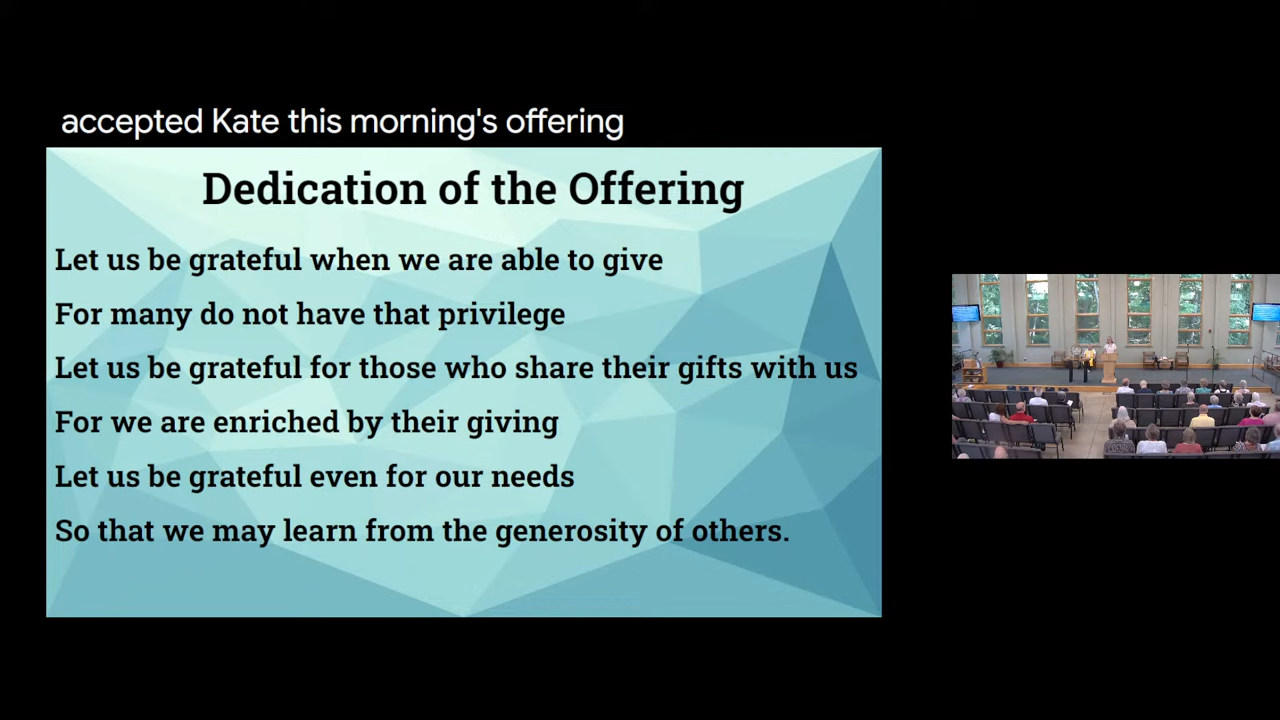 accepted Kate this morning's offering
Dedication of the Offering
Let us be grateful when we are able to give
For many do not have that privilege
Let us be grateful for those who share their gifts with us
For we are enriched by their giving
Let us be grateful even for our needs
So that we may learn from the generosity of others.